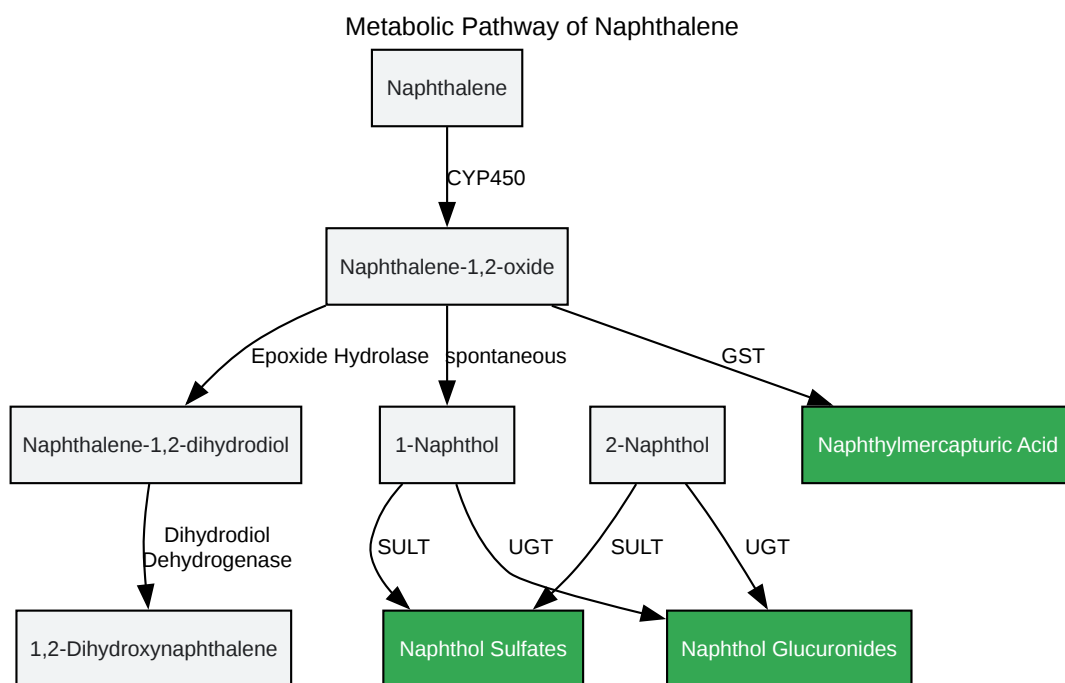 Metabolic Pathway of Naphthalene
Naphthalene
CYP450
Naphthalene-1,2-oxide
Epoxide Hydrolase
spontaneous
GST
Naphthalene-1,2-dihydrodiol
1-Naphthol
2-Naphthol
Naphthylmercapturic Acid
Dihydrodiol
Dehydrogenase
SULT
UGT
SULT
UGT
1,2-Dihydroxynaphthalene
Naphthol Sulfates
Naphthol Glucuronides